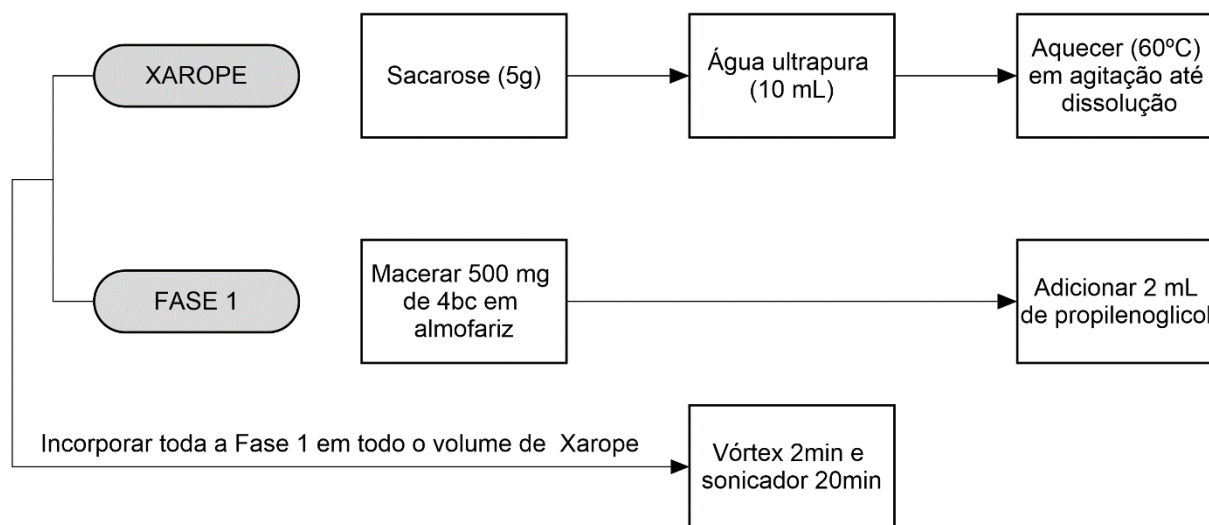 XAROPE
Sacarose (5g)
Água ultrapura
(10 mL)
Aquecer (60ºC)
em agitação até
dissolução
FASE 1
Macerar 500 mg
de 4bc em
almofariz
Adicionar 2 mL
de propilenoglicol
Incorporar toda a Fase 1 em todo o volume de Xarope
Vórtex 2min e
sonicador 20min